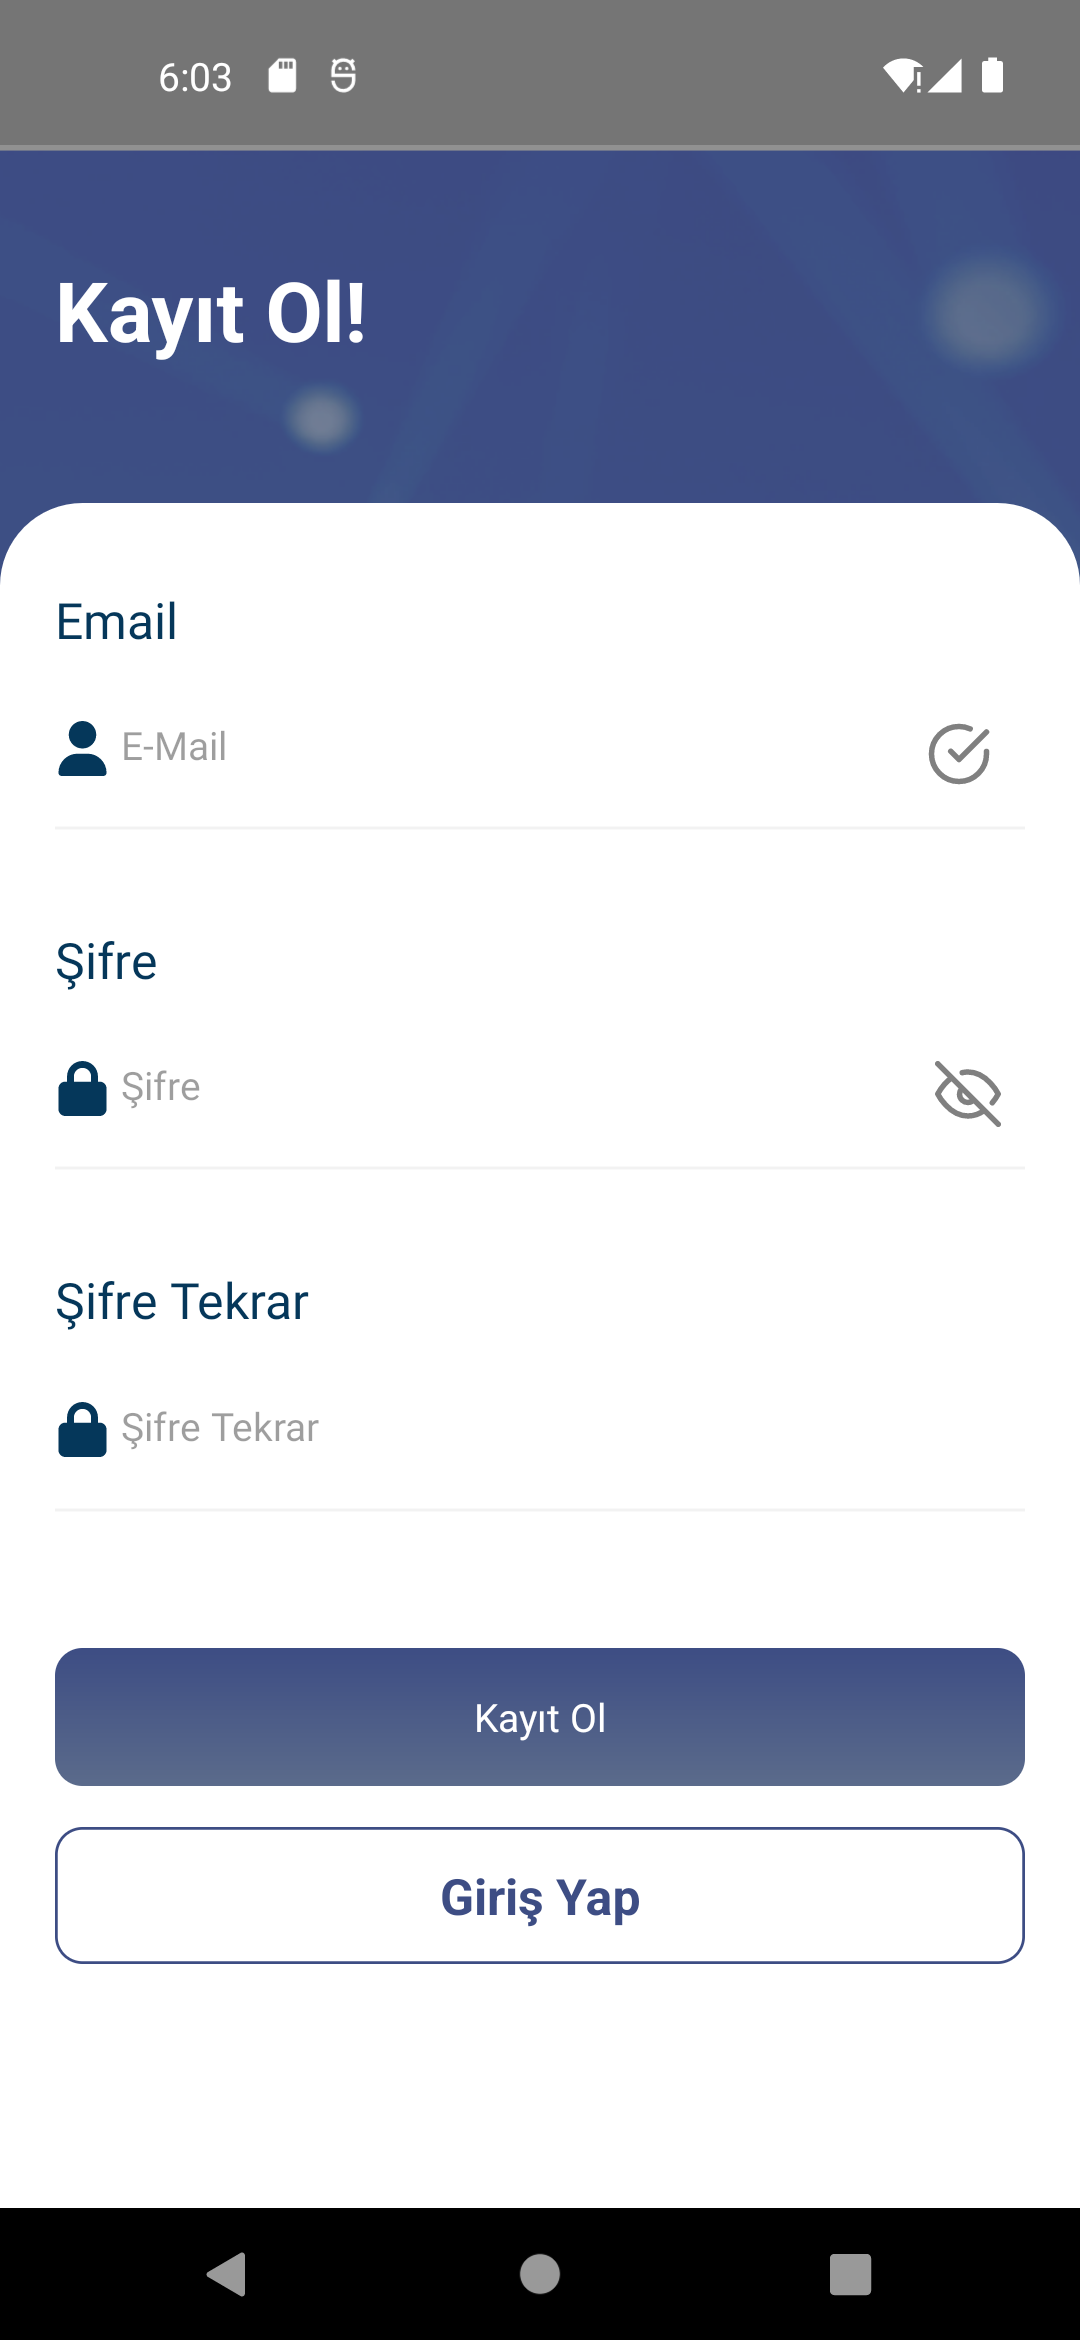 6:03
Kayıt Ol!
Email
E-Mail
Şifre
Şifre
Şifre Tekrar
Şifre Tekrar
Kayıt Ol
Giriş Yap